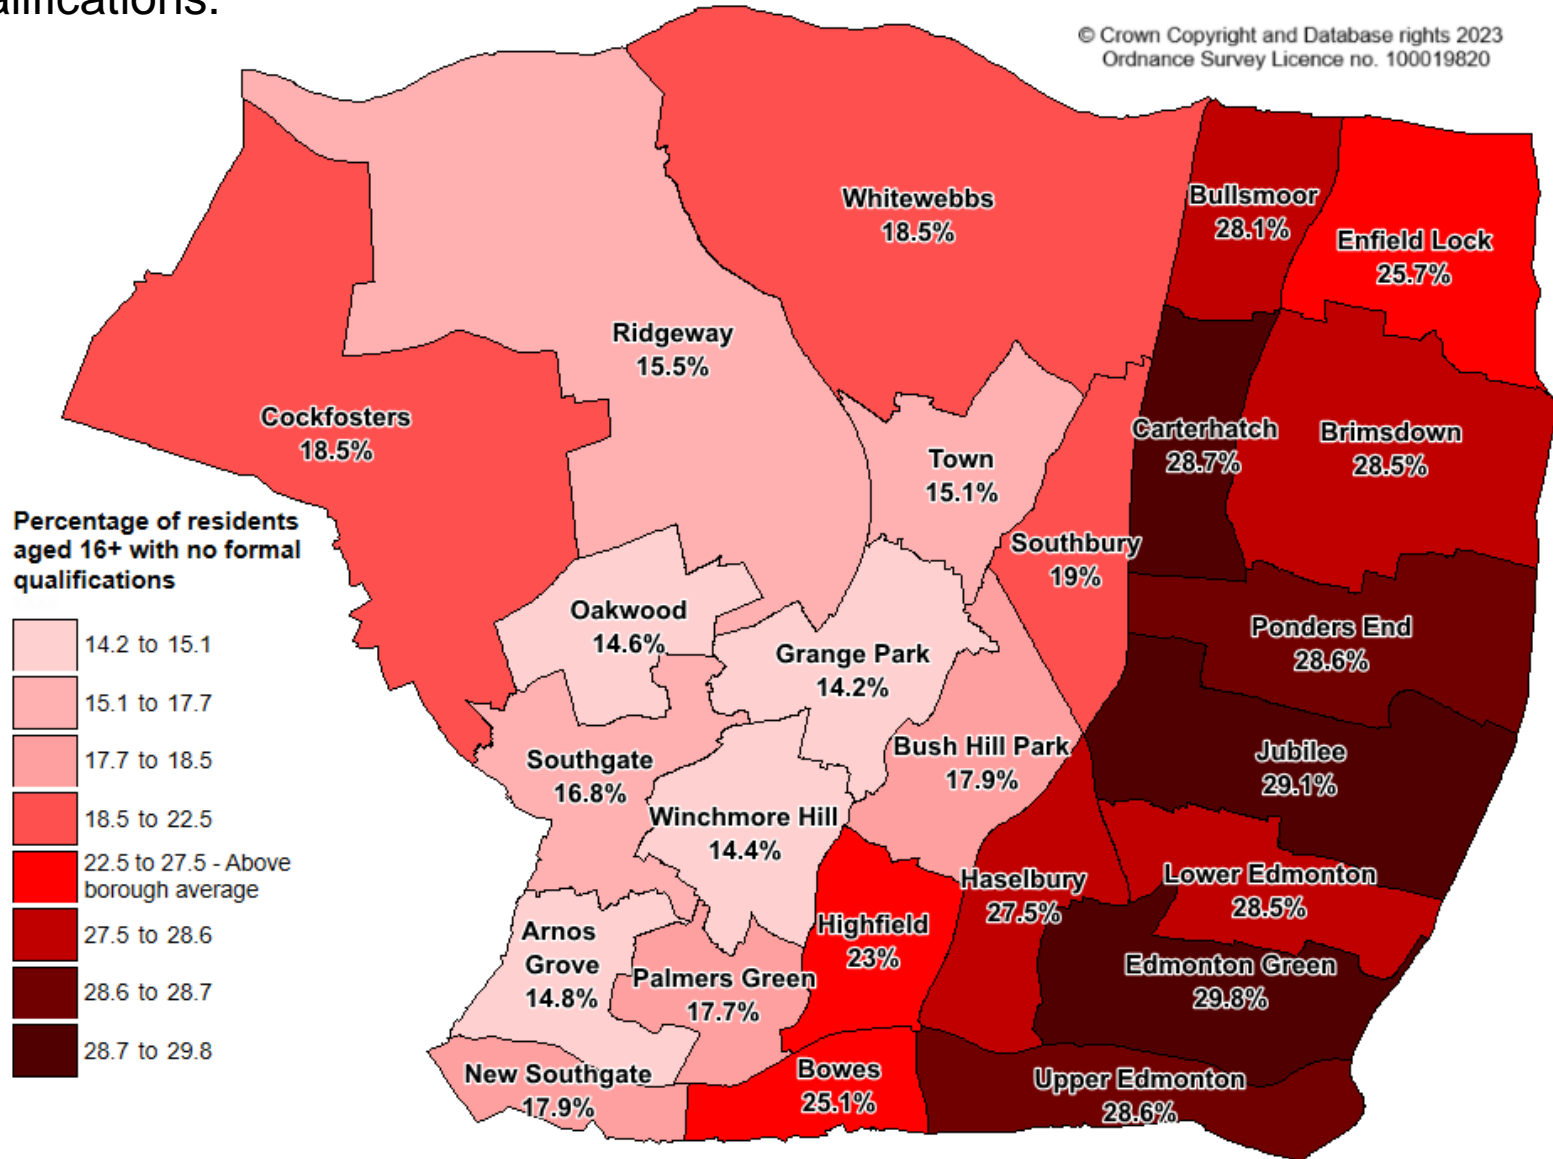 alifications.
© Crown Copyright and Database rights 2023
Ordnance Survey Licence no. 100019820
Whitewebbs
18.5%
Bullsmoor
28.1%
Enfield Lock
25.7%
Ridgeway
15.5%
Cockfosters
18.5%
Town
15.1%
Carterhatch
28.7%
Brimsdown
28.5%
Southbury
19%
Oakwood
14.6%
Grange Park
14.2%
Ponders End
28.6%
Southgate
16.8%
Bush Hill Park
17.9%
Jubilee
29.1%
Winchmore Hill
14.4%
Haselbury
27.5%
Lower Edmonton
28.5%
Arnos
Grove
14.8%
Highfield
23%
Palmers Green
17.7%
Edmonton Green
29.8%
New Southgate
17.9%
Bowes
25.1%
Upper Edmonton
28.6%
Percentage of residents
aged 16+ with no formal
qualifications
14.2 to 15.1
15.1 to 17.7
17.7 to 18.5
18.5 to 22.5
22.5 to 27.5 - Above
borough average
27.5 to 28.6
28.6 to 28.7
28.7 to 29.8